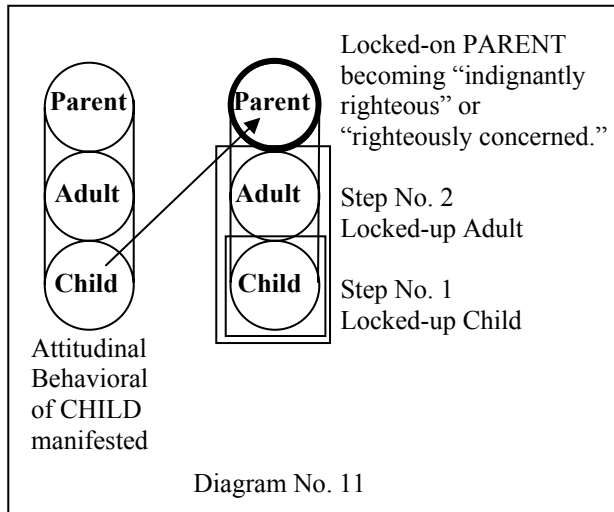 Parent
Adult
Child
Attitudinal
Behavioral
of CHILD
manifested
Parent
Adult
Child
Locked-on PARENT
becoming “indignantly
righteous” or
“righteously concerned.”
Step No. 2
Locked-up Adult
Step No. 1
Locked-up Child
Diagram No. 11